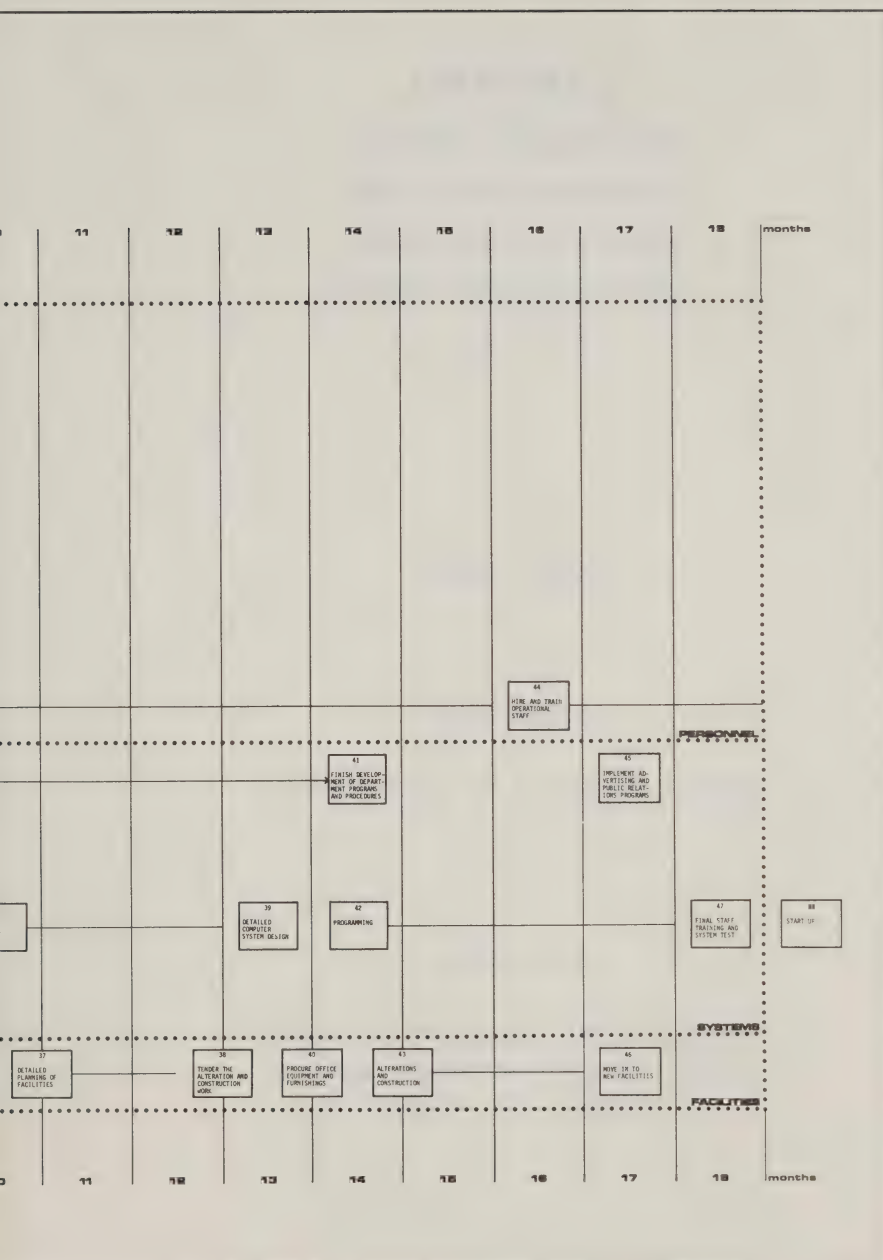 11 12 13 14 15 16 17 18 months
44
HIRE AND TRAIN
OPERATIONAL
STAFF
PERSONNEL
41
FINISH DEVELOP-
MENT OF DEPART-
MENT PROGRAMS
AND PROCEDURES
45
IMPLEMENT AD-
VERTISING AND
PUBLIC RELAT-
IONS PROGRAMS
39
DETAILED
COMPUTER
SYSTEM DESIGN
42
PROGRAMMING
47
FINAL STAFF
TRAINING AND
SYSTEM TEST
START UP
SYSTEMS
37
DETAILED
PLANNING OF
FACILITIES
38
TENDER THE
ALTERATION AND
CONSTRUCTION
WORK
40
PROCURE OFFICE
EQUIPMENT AND
FURNISHINGS
43
ALTERATIONS
AND
CONSTRUCTION
46
MOVE IN TO
NEW FACILITIES
FACILITIES
11 12 13 14 15 16 17 18 months